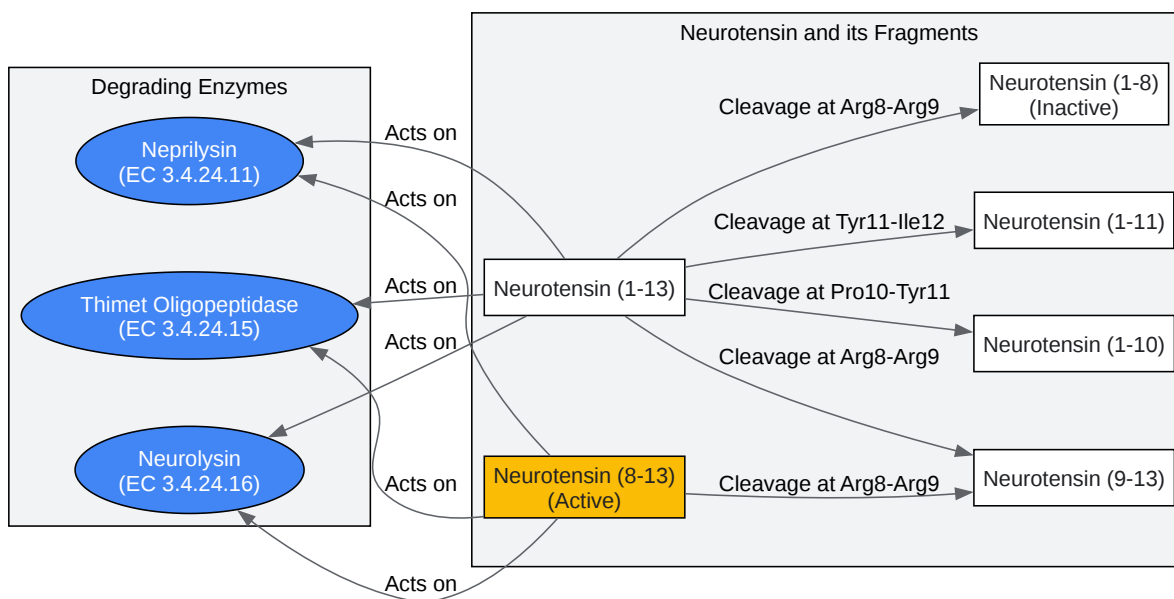 Degrading Enzymes
Neprilysin
(EC 3.4.24.11)
Thimet Oligopeptidase
(EC 3.4.24.15)
Neurolysin
(EC 3.4.24.16)
Acts on
Acts on
Acts on
Acts on
Acts on
Acts on
Neurotensin and its Fragments
Neurotensin (1-13)
Neurotensin (8-13)
(Active)
Cleavage at Arg8-Arg9
Cleavage at Tyr11-Ile12
Cleavage at Pro10-Tyr11
Cleavage at Arg8-Arg9
Cleavage at Arg8-Arg9
Neurotensin (1-8)
(Inactive)
Neurotensin (1-11)
Neurotensin (1-10)
Neurotensin (9-13)